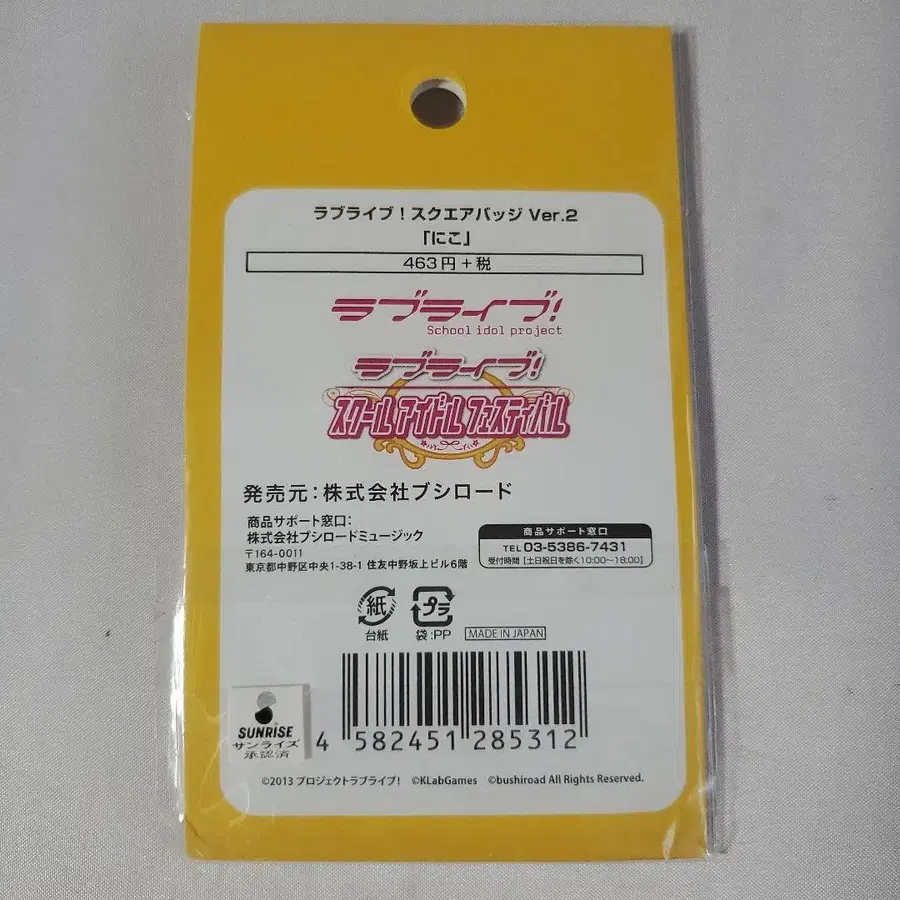 ラブライブ！スクエアバッジ Ver.2
「にこ」
463円＋税
ラブライブ!
School idol project
ラブライブ!
スクールアイドルフェスティバル
発売元：株式会社ブシロード
商品サポート窓口：
株式会社ブシロードミュージック
〒164-0011
東京都中野区中央1-38-1 住友中野坂上ビル6階
商品サポート窓口
TEL 03-5386-7431
受付時間［土日祝日を除く10:00～18:00］
紙
台紙
プラ
袋:PP
MADE IN JAPAN
SUNRISE
サンライズ
承認済
4 582451 285312
©2013 プロジェクトラブライブ！ ©KLabGames ©bushiroad All Rights Reserved.